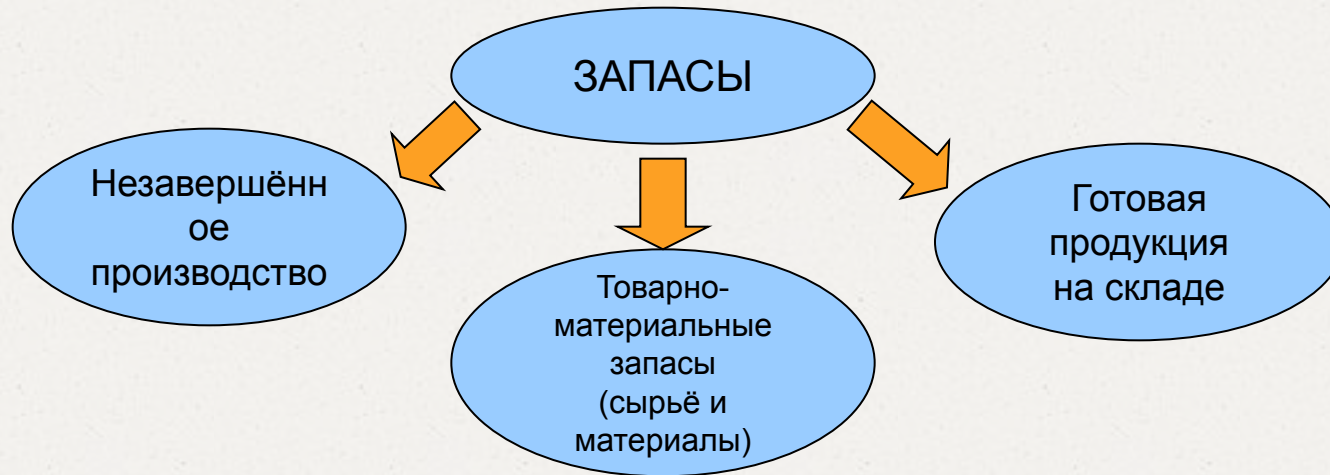 ЗАПАСЫ
Незавершённ
ое
производство
Товарно-
материальные
запасы
(сырьё и
материалы)
Готовая
продукция
на складе